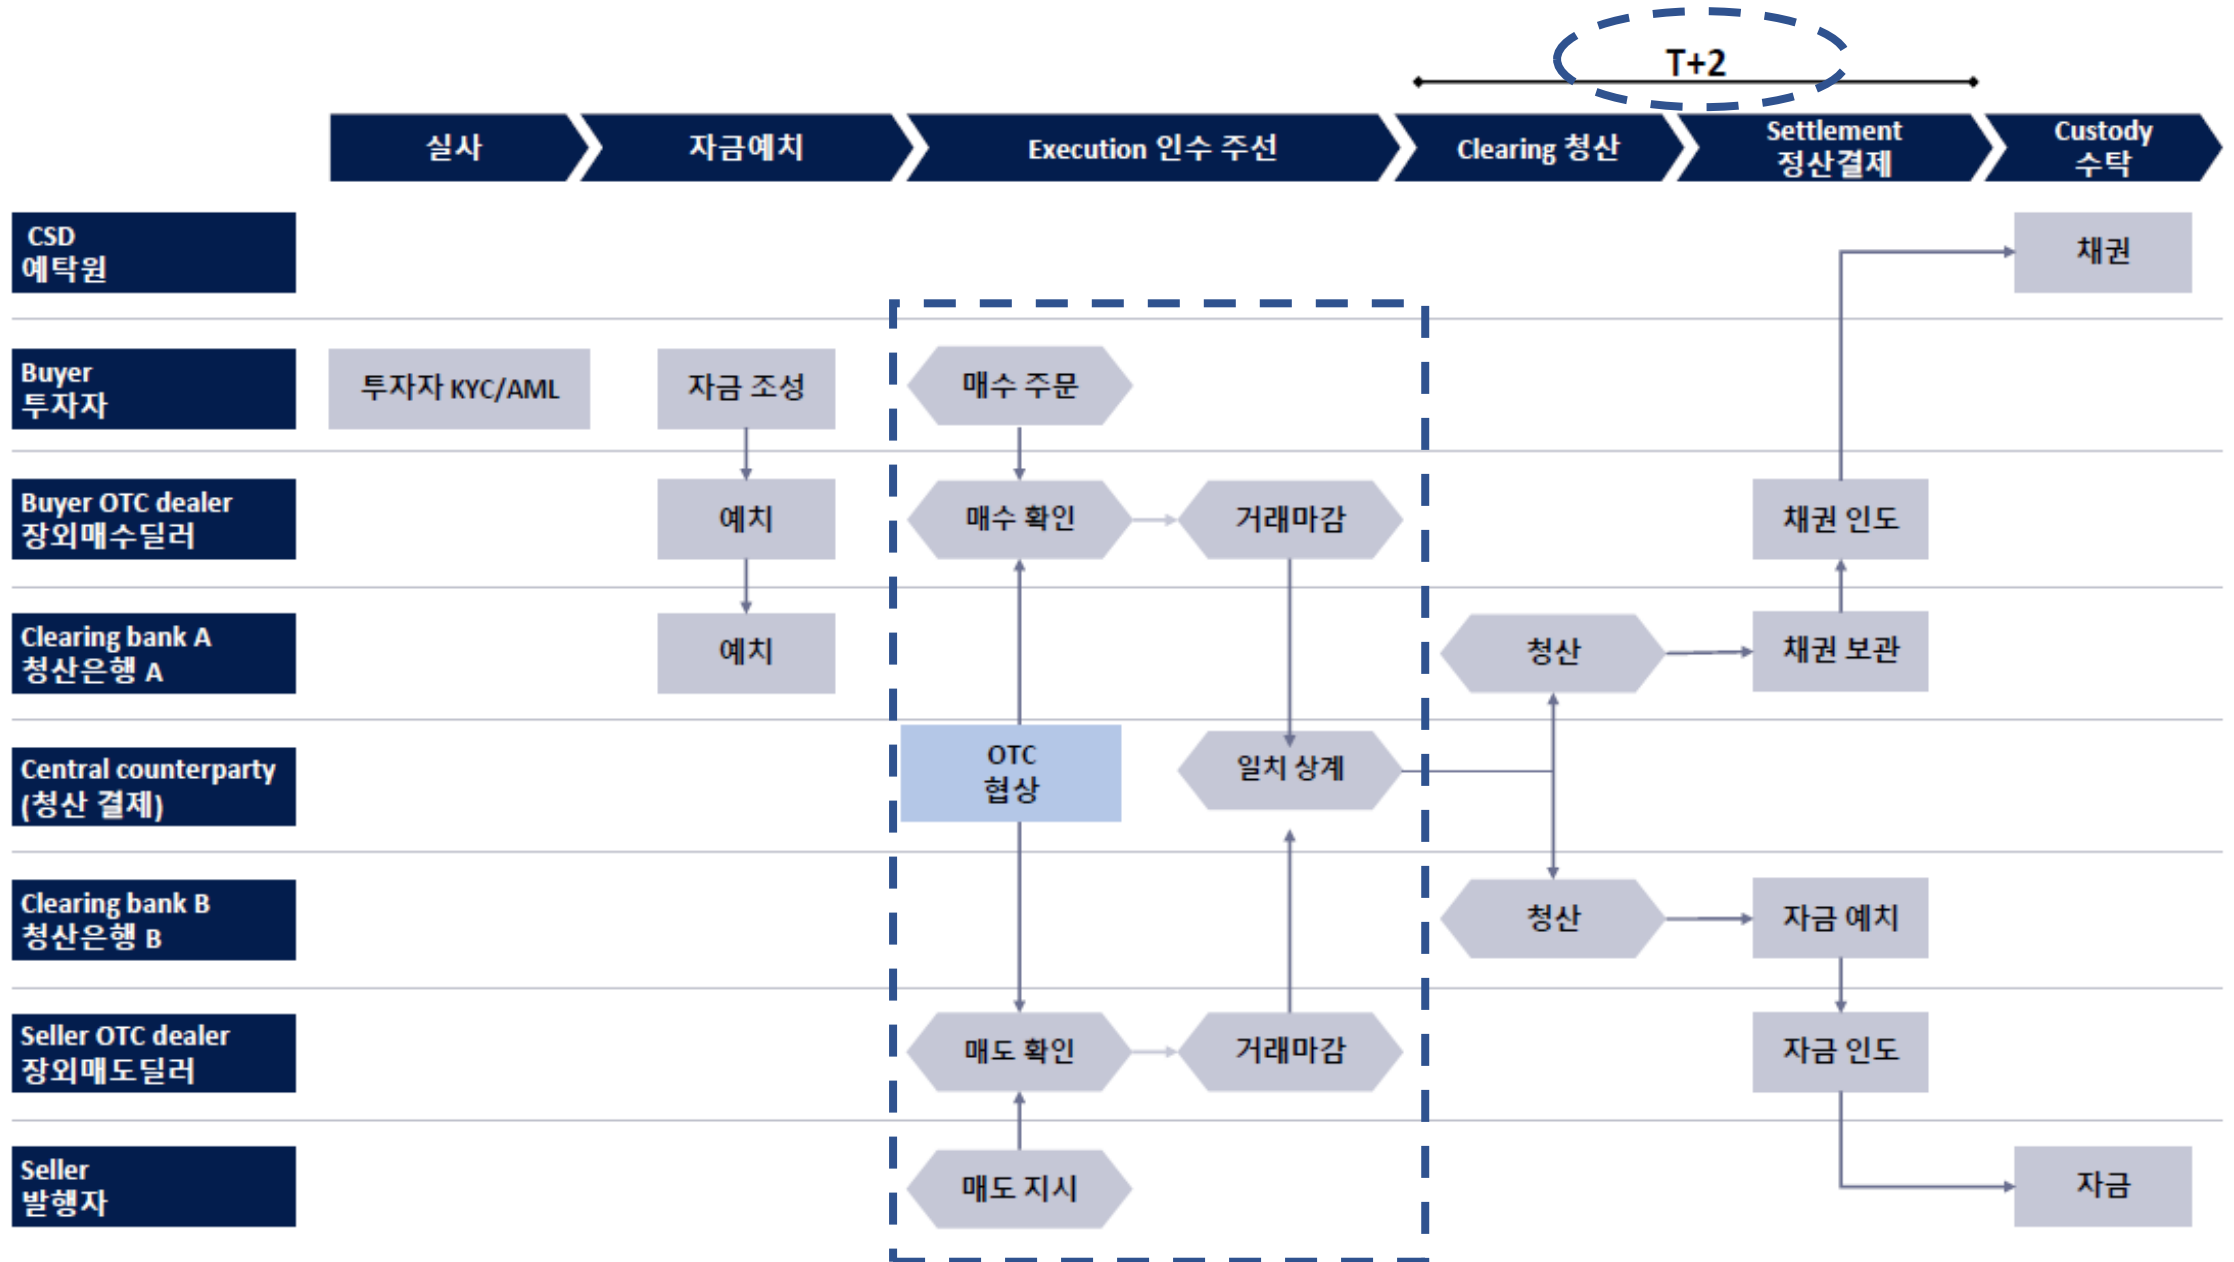 T+2
실사
자금예치
Execution 인수 주선
Clearing 청산
Settlement
정산결제
Custody
수탁
CSD
예탁원
채권
Buyer
투자자
투자자 KYC/AML
자금 조성
매수 주문
Buyer OTC dealer
장외매수딜러
예치
매수 확인
거래마감
채권 인도
Clearing bank A
청산은행 A
예치
청산
채권 보관
Central counterparty
(청산 결제)
OTC
협상
일치 상계
Clearing bank B
청산은행 B
청산
자금 예치
Seller OTC dealer
장외매도딜러
매도 확인
거래마감
자금 인도
Seller
발행자
매도 지시
자금